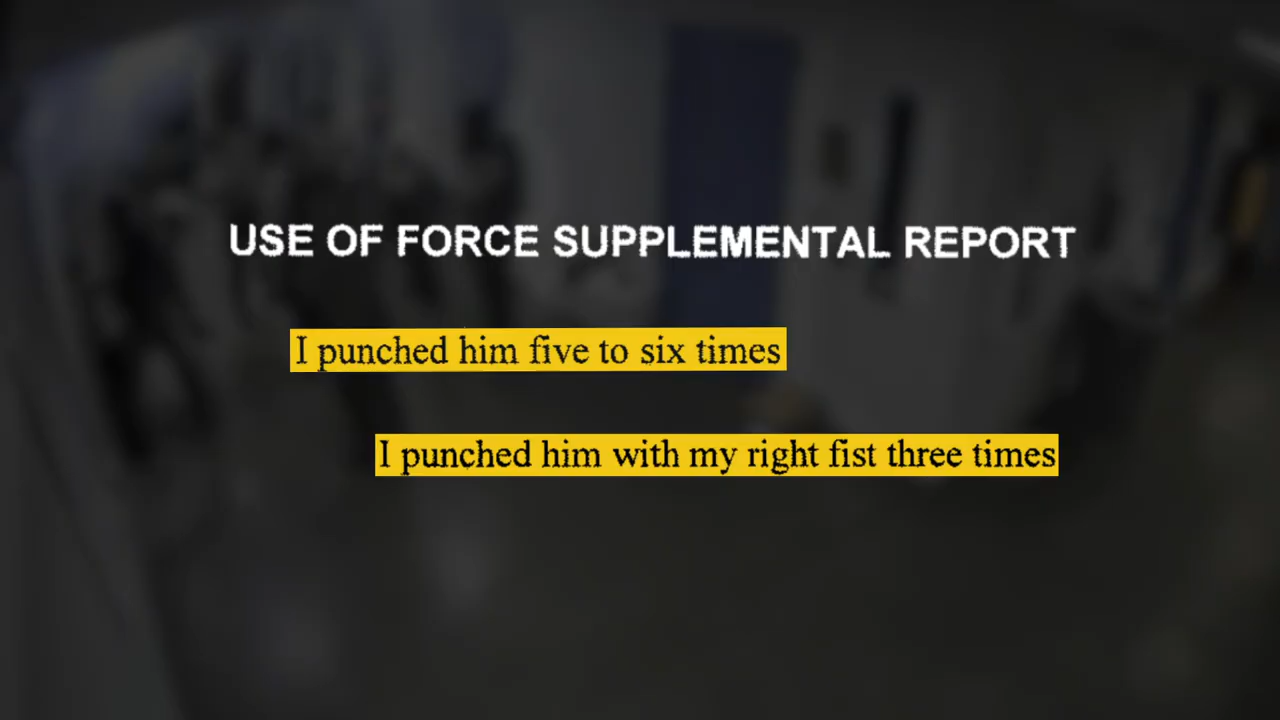 USE OF FORCE SUPPLEMENTAL REPORT
I punched him five to six times
I punched him with my right fist three times